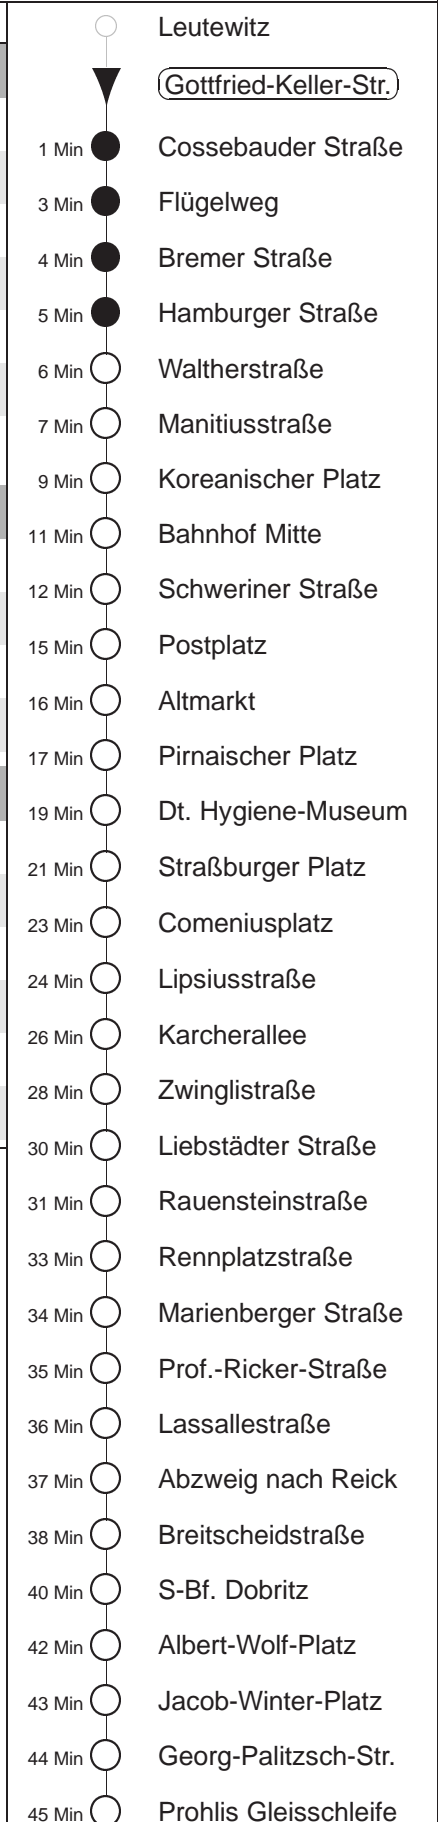 Leutewitz
Gottfried-Keller-Str.
1 Min Cossebauder Straße
3 Min Flügelweg
4 Min Bremer Straße
5 Min Hamburger Straße
6 Min Waltherstraße
7 Min Manitiusstraße
9 Min Koreanischer Platz
11 Min Bahnhof Mitte
12 Min Schweriner Straße
15 Min Postplatz
16 Min Altmarkt
17 Min Pirnaischer Platz
19 Min Dt. Hygiene-Museum
21 Min Straßburger Platz
23 Min Comeniusplatz
24 Min Lipsiusstraße
26 Min Karcherallee
28 Min Zwinglistraße
30 Min Liebstädter Straße
31 Min Rauensteinstraße
33 Min Rennplatzstraße
34 Min Marienberger Straße
35 Min Prof.-Ricker-Straße
36 Min Lassallestraße
37 Min Abzweig nach Reick
38 Min Breitscheidstraße
40 Min S-Bf. Dobritz
42 Min Albert-Wolf-Platz
43 Min Jacob-Winter-Platz
44 Min Georg-Palitzsch-Str.
45 Min Prohlis Gleisschleife